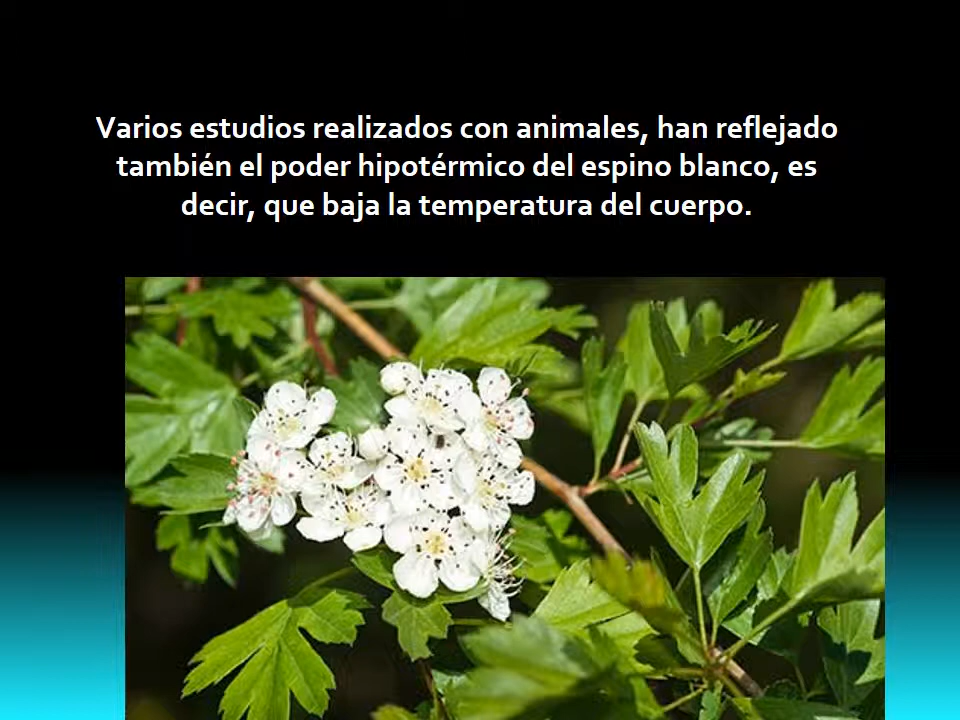 Varios estudios realizados con animales, han reflejado
también el poder hipotérmico del espino blanco, es
decir, que baja la temperatura del cuerpo.